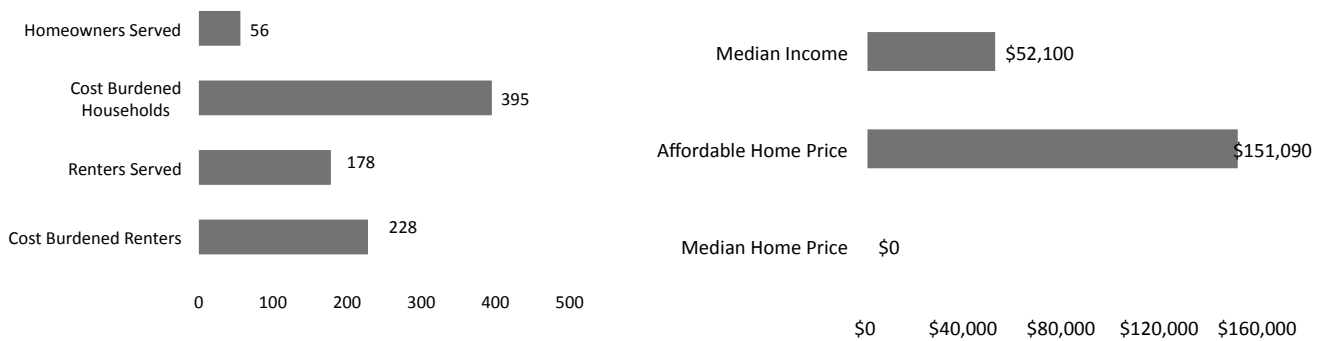 Homeowners Served 56
Cost Burdened
Households 395
Renters Served 178
Cost Burdened Renters 228
0 100 200 300 400 500
Median Income $52,100
Affordable Home Price $151,090
Median Home Price $0
$0 $40,000 $80,000 $120,000 $160,000